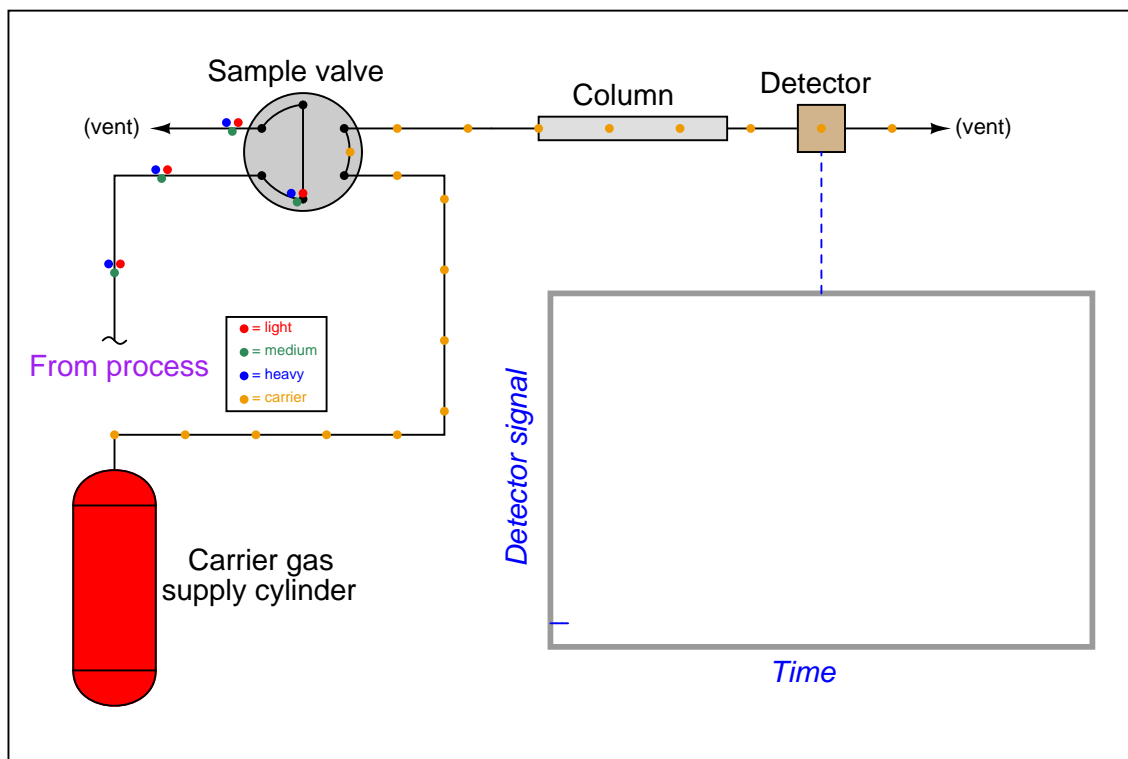 Sample valve
Column
Detector
(vent)
(vent)
= light
= medium
= heavy
= carrier
From process
Detector signal
Carrier gas
supply cylinder
Time